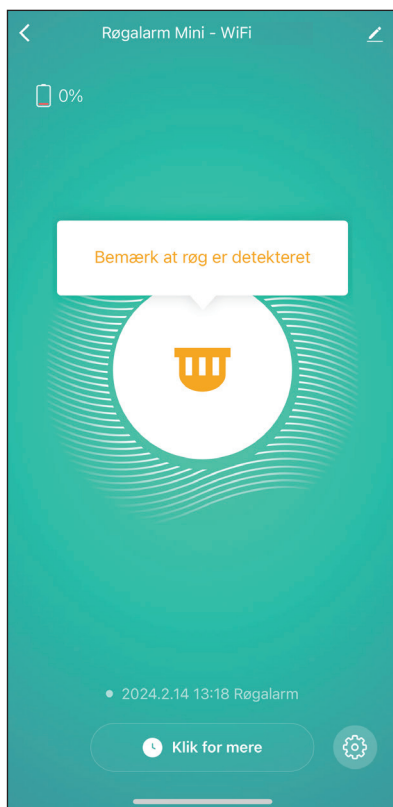 Røgalarm Mini - WiFi
0%
Bemærk at røg er detekteret
2024.2.14 13:18 Røgalarm
Klik for mere